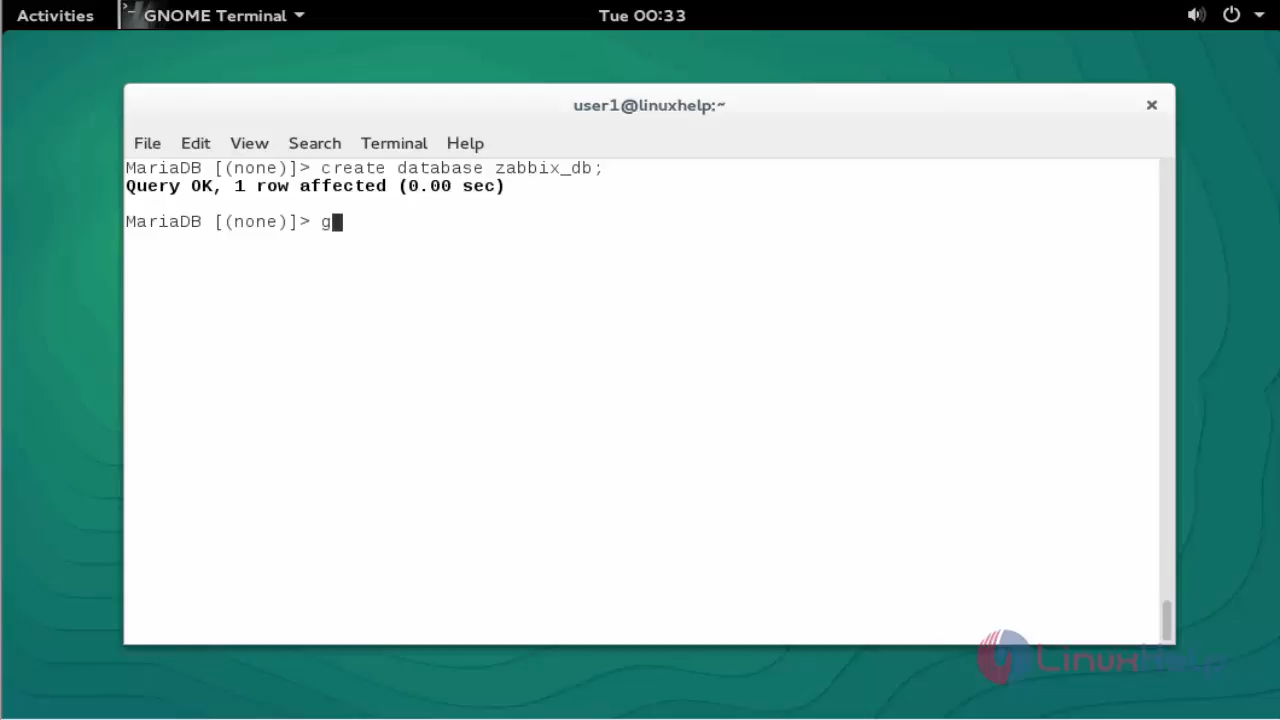 Activities GNOME Terminal Tue 00:33
user1@linuxhelp:~
File Edit View Search Terminal Help
MariaDB [(none)]> create database zabbix_db;
Query OK, 1 row affected (0.00 sec)
MariaDB [(none)]> g
LinuxHelp